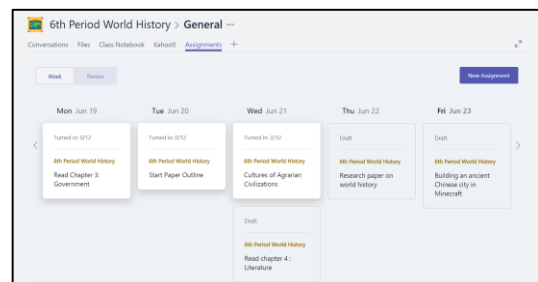 6th Period World History > General ...
Conversations Files Class Notebook Kahoot! Assignments +
Week Review New Assignment
Mon Jun 19 Tue Jun 20 Wed Jun 21 Thu Jun 22 Fri Jun 23
Turned in: 0/12
6th Period World History
Read Chapter 3:
Government
Turned in: 0/12
6th Period World History
Start Paper Outline
Turned in: 2/12
6th Period World History
Cultures of Agrarian
Civilizations
Draft
6th Period World History
Read chapter 4 :
Literature
Draft
6th Period World History
Research paper on
world history
Draft
6th Period World History
Building an ancient
Chinese city in
Minecraft